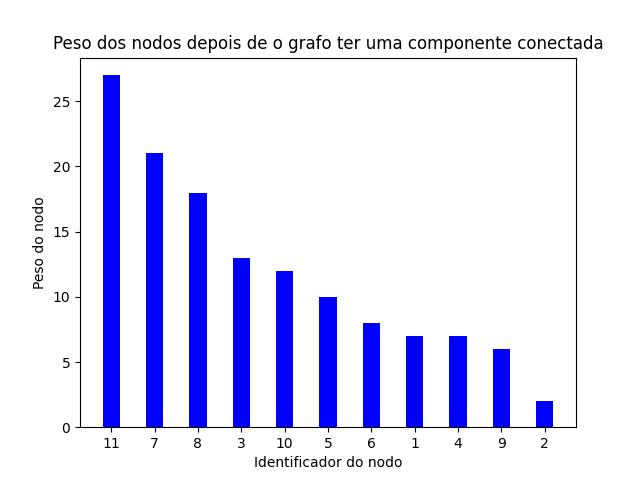 Peso dos nodos depois de o grafo ter uma componente conectada
25
20
15
10
5
0
Peso do nodo
11 7 8 3 10 5 6 1 4 9 2
Identificador do nodo